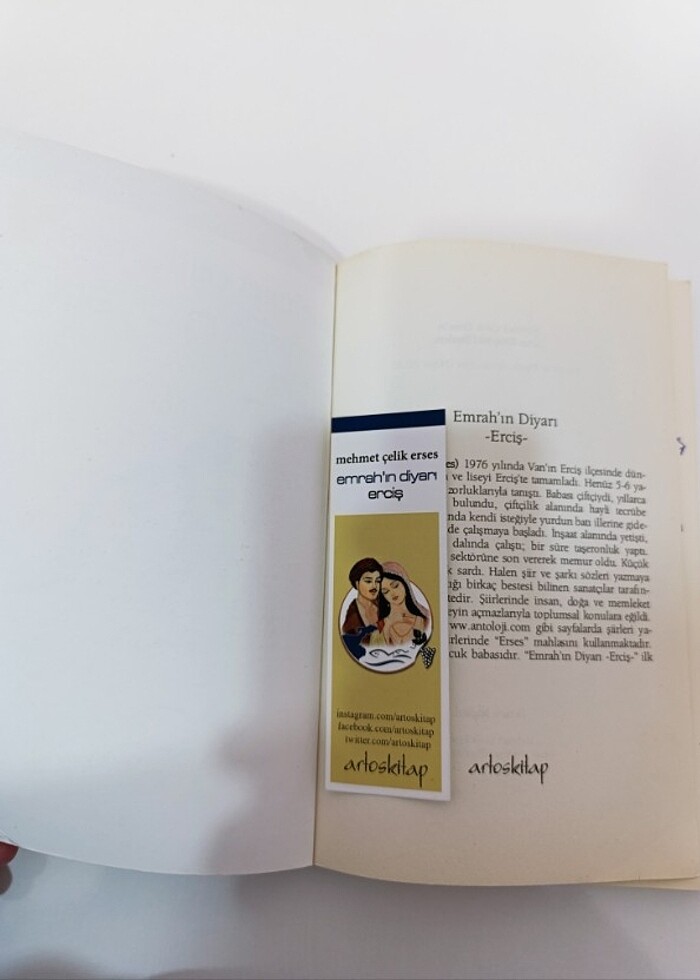 mehmet çelik erses
emrah'ın diyarı
erciş
instagram.com/artoskitap
facebook.com/artoskitap
twitter.com/artoskitap
artoskitap
Emrah'ın Diyarı
-Erciş-
1976 yılında Van'ın Erciş ilçesinde dün-
ve liseyi Erciş'te tamamladı. Henüz 5-6 ya-
zorluklarıyla tanıştı. Babası çiftçiydi, yıllarca
bulundu, çiftçilik alanında hayli tecrübe
kendi isteğiyle yurdun batı illerine gide-
de çalışmaya başladı. İnşaat alanında yetişti,
dalında çalıştı; bir süre taşeronluk yaptı.
sektörüne son vererek memur oldu. Küçük
sardı. Halen şiir ve şarkı sözleri yazmaya
birkaç bestesi bilinen sanatçılar tarafın-
Şiirlerinde insan, doğa ve memleket
açmazlarıyla toplumsal konulara eğildi.
ww.antoloji.com gibi sayfalarda şiirleri ya-
"Erses" mahlasını kullanmaktadır.
cuk babasıdır. "Emrah'ın Diyarı -Erciş-" ilk
artoskitap